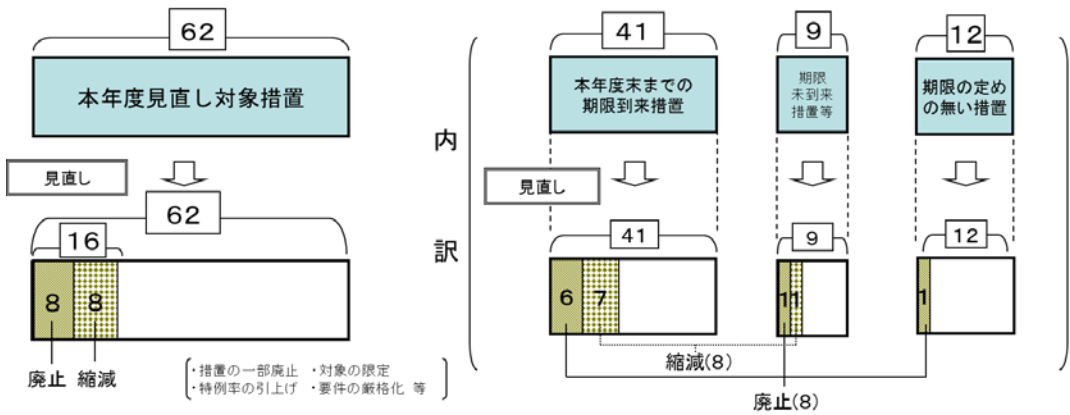 62
本年度見直し対象措置
見直し
62
16
8
8
廃止
縮減
・措置の一部廃止 ・対象の限定
・特例率の引上げ ・要件の厳格化 等
内
訳
41
本年度末までの
期限到来措置
9
期限
未到来
措置等
12
期限の定め
の無い措置
見直し
41
9
12
6
7
1
1
1
縮減(8)
廃止(8)